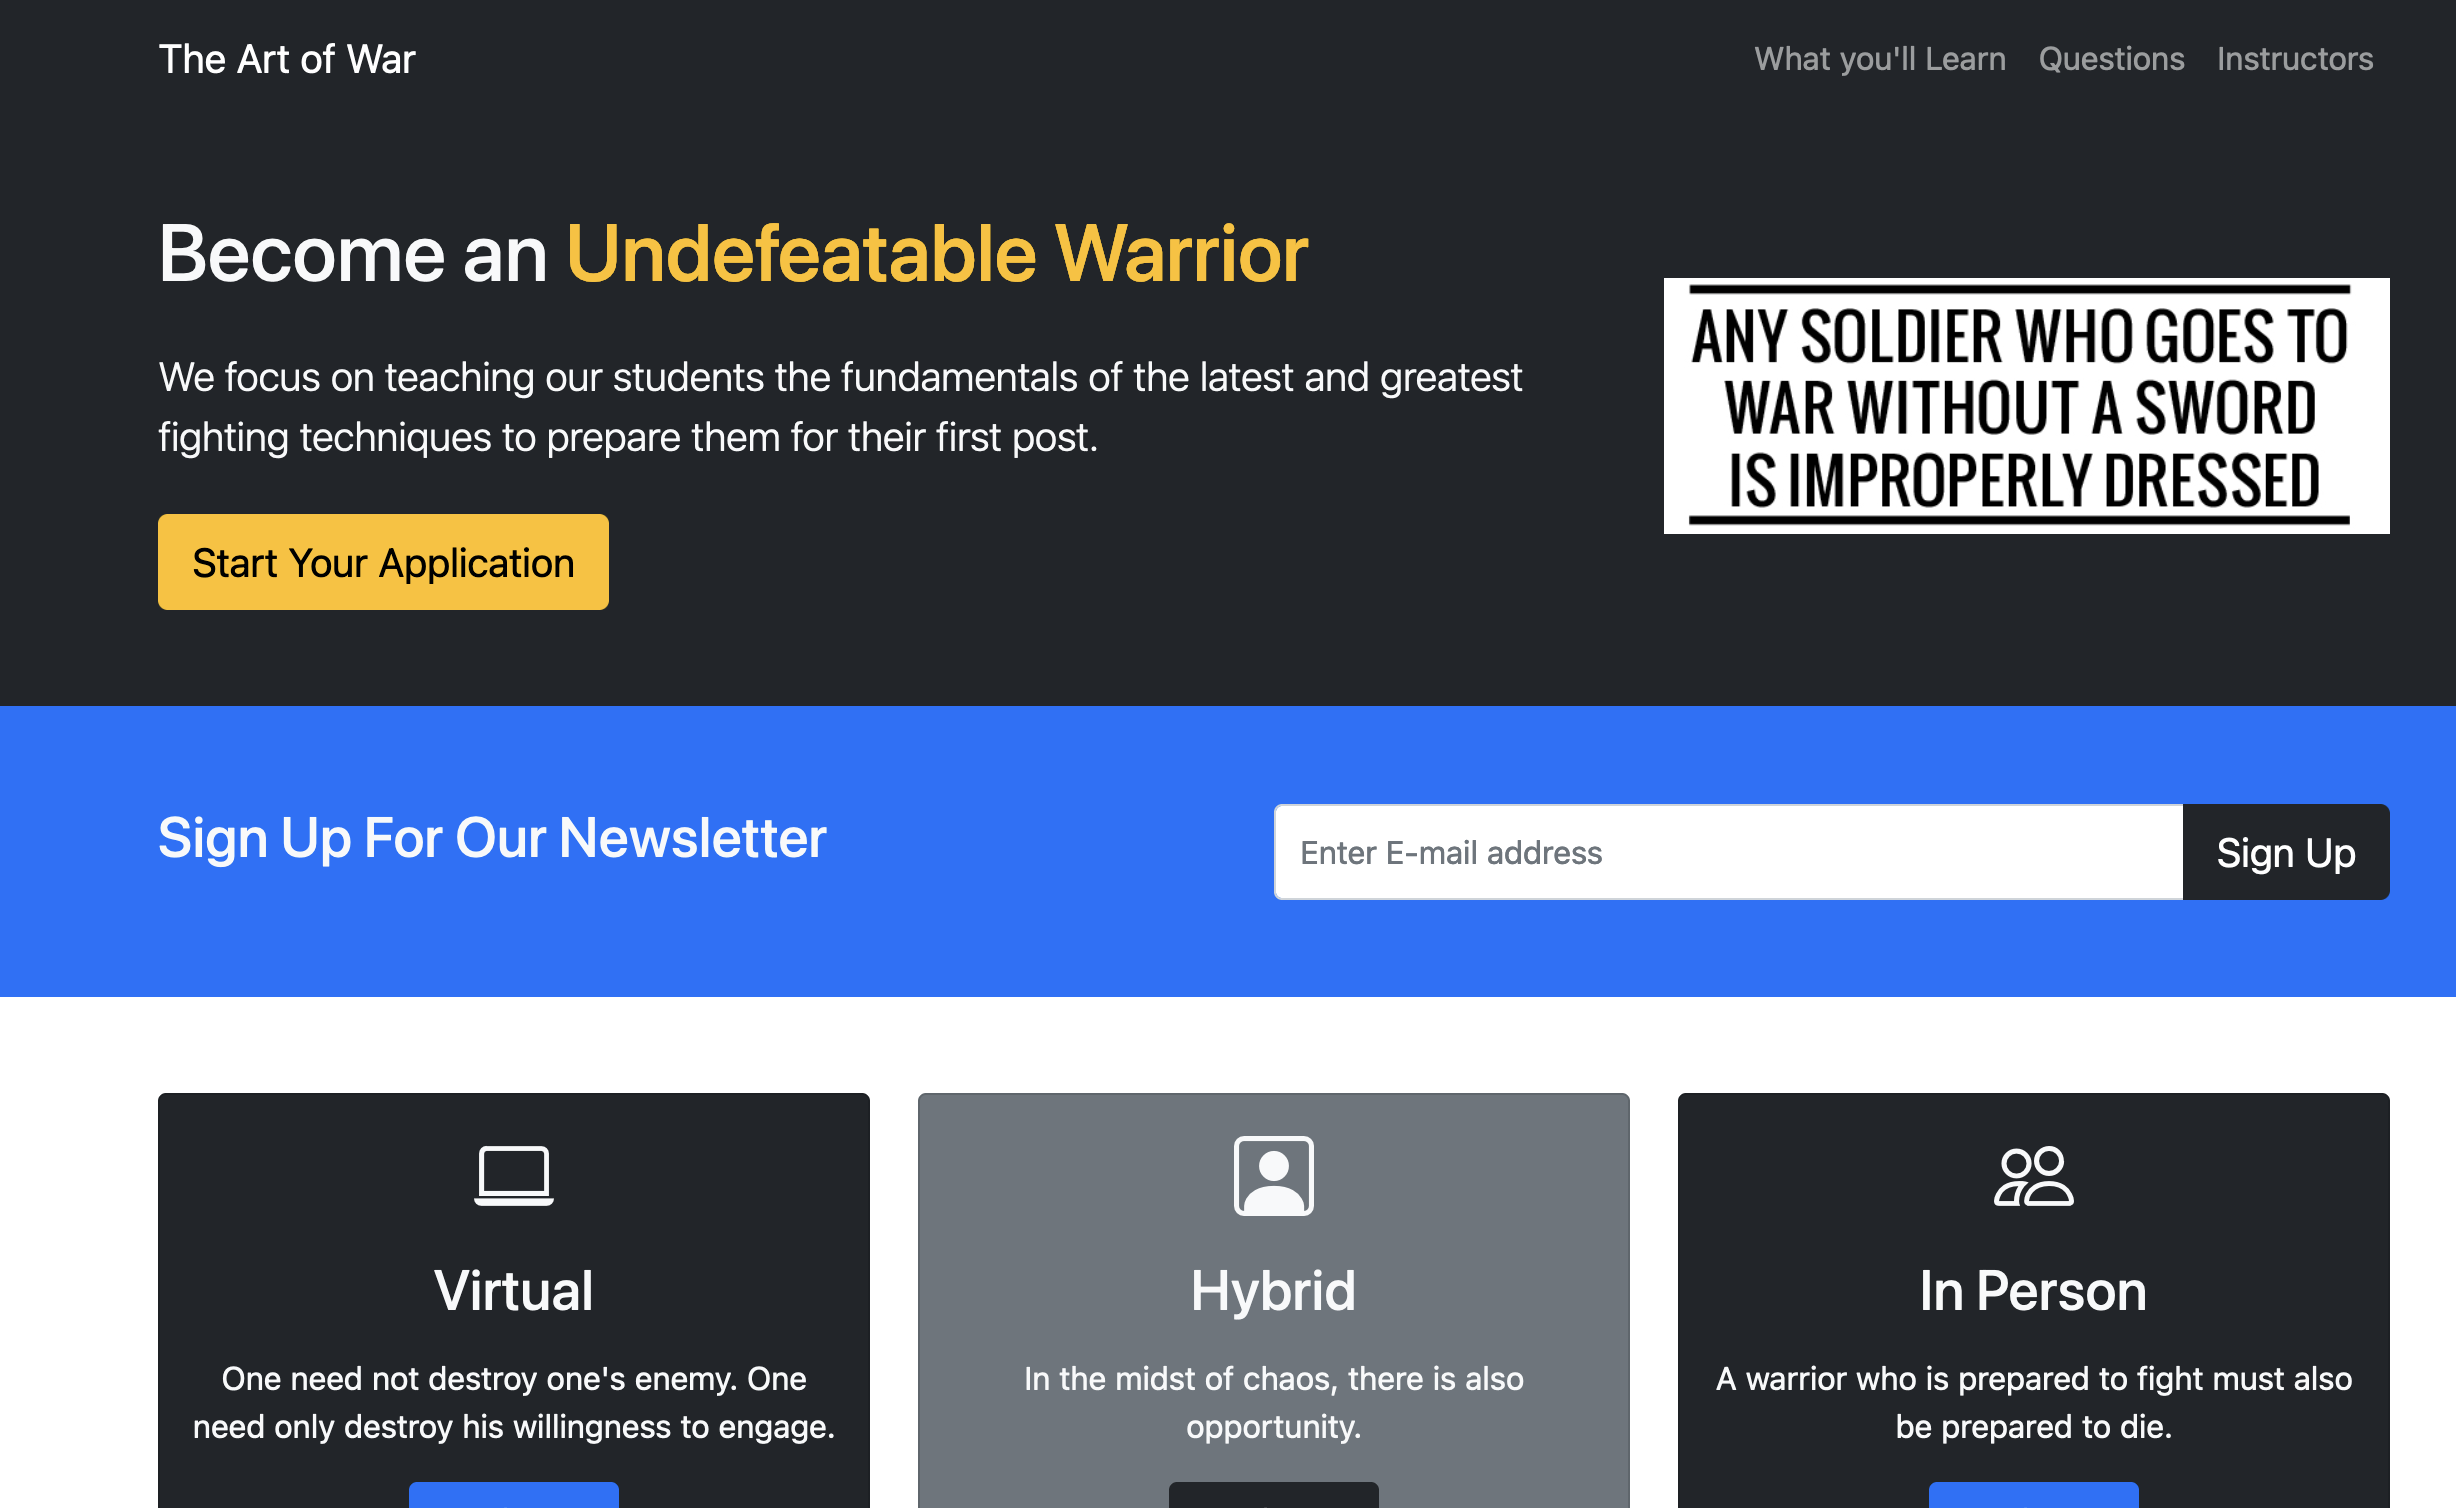 The Art of War
What you'll Learn
Questions
Instructors
Become an Undefeatable Warrior
We focus on teaching our students the fundamentals of the latest and greatest
fighting techniques to prepare them for their first post.
Start Your Application
ANY SOLDIER WHO GOES TO
WAR WITHOUT A SWORD
IS IMPROPERLY DRESSED
Sign Up For Our Newsletter
Enter E-mail address
Sign Up
Virtual
One need not destroy one's enemy. One
need only destroy his willingness to engage.
Hybrid
In the midst of chaos, there is also
opportunity.
In Person
A warrior who is prepared to fight must also
be prepared to die.